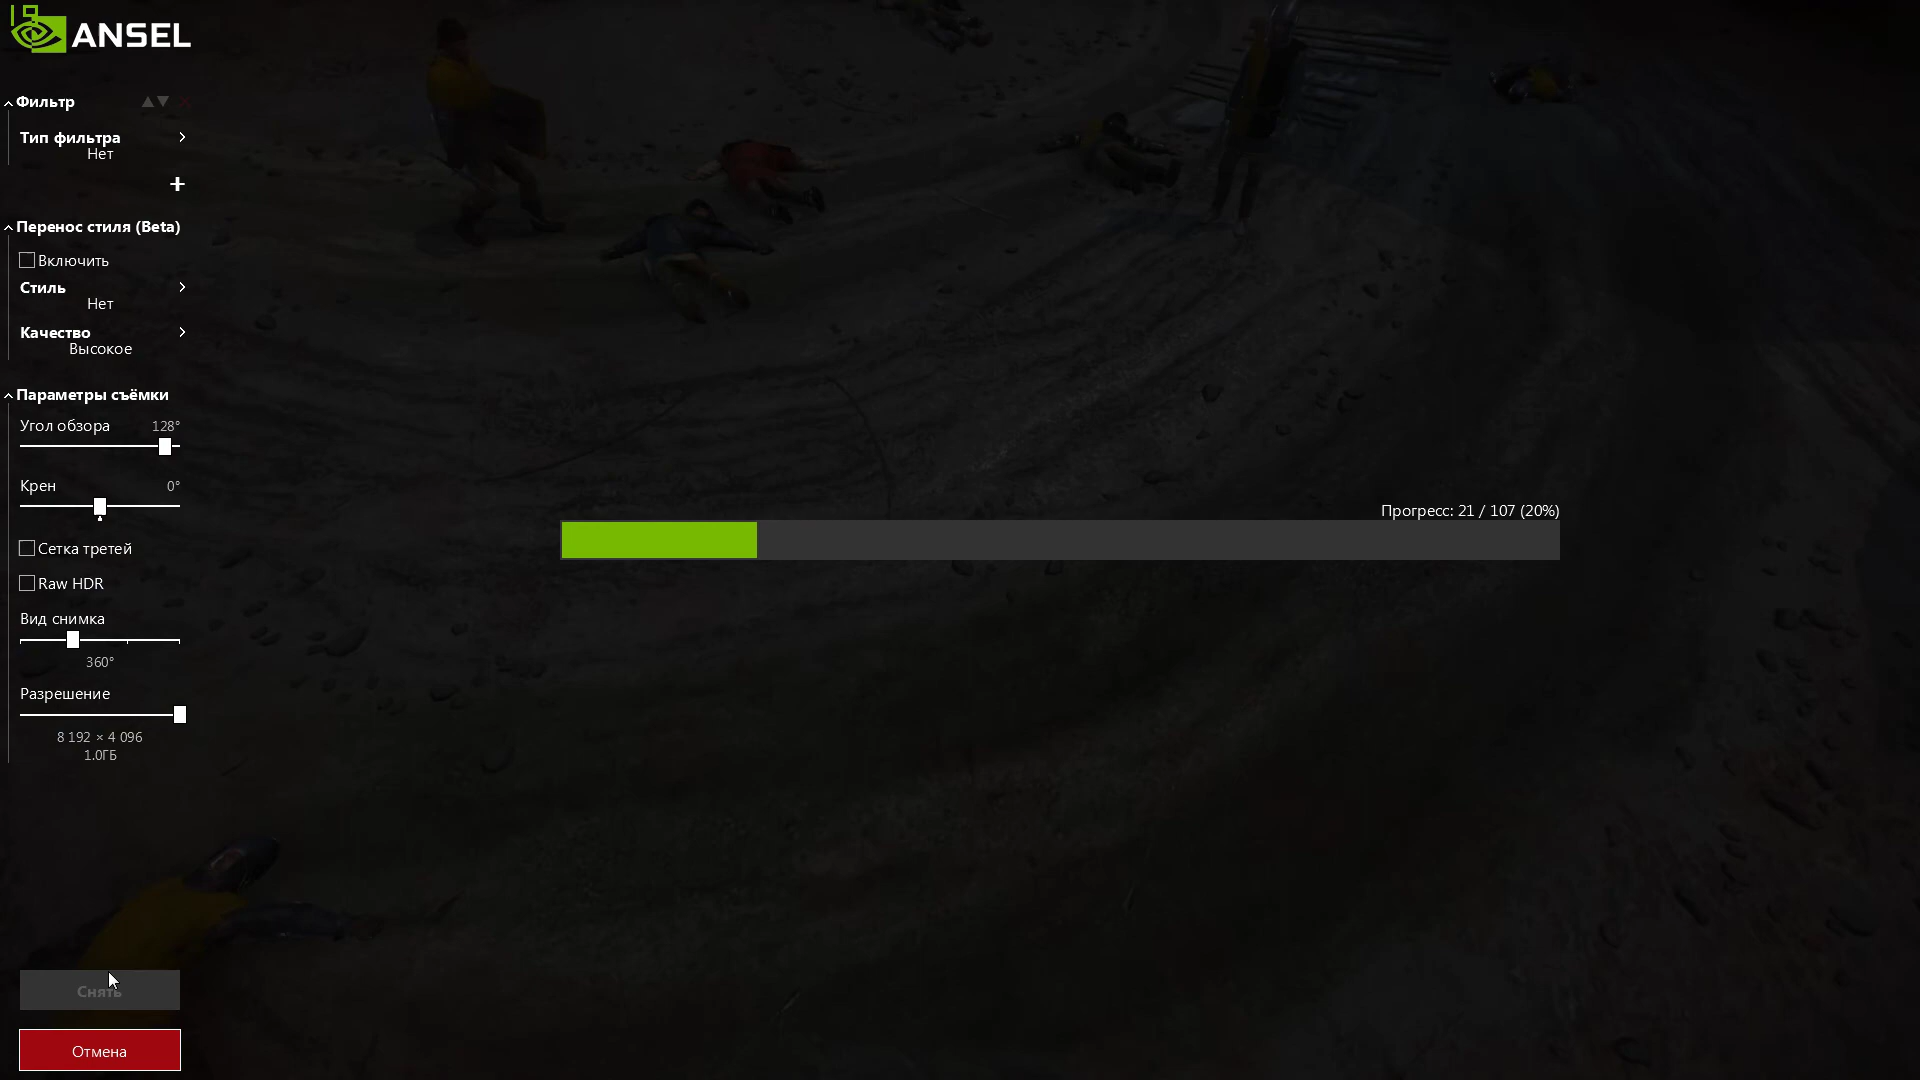 19
ANSEL
Фильтр
Тип фильтра
Нет
Перенос стиля (Beta)
Включить
Стиль
Нет
Качество
Высокое
Параметры съёмки
Угол обзора 128°
Крен 0°
Сетка третей
Raw HDR
Вид снимка
360°
Разрешение
8 192 × 4 096
1.0ГБ
Прогресс: 21 / 107 (20%)
Снять
Отмена